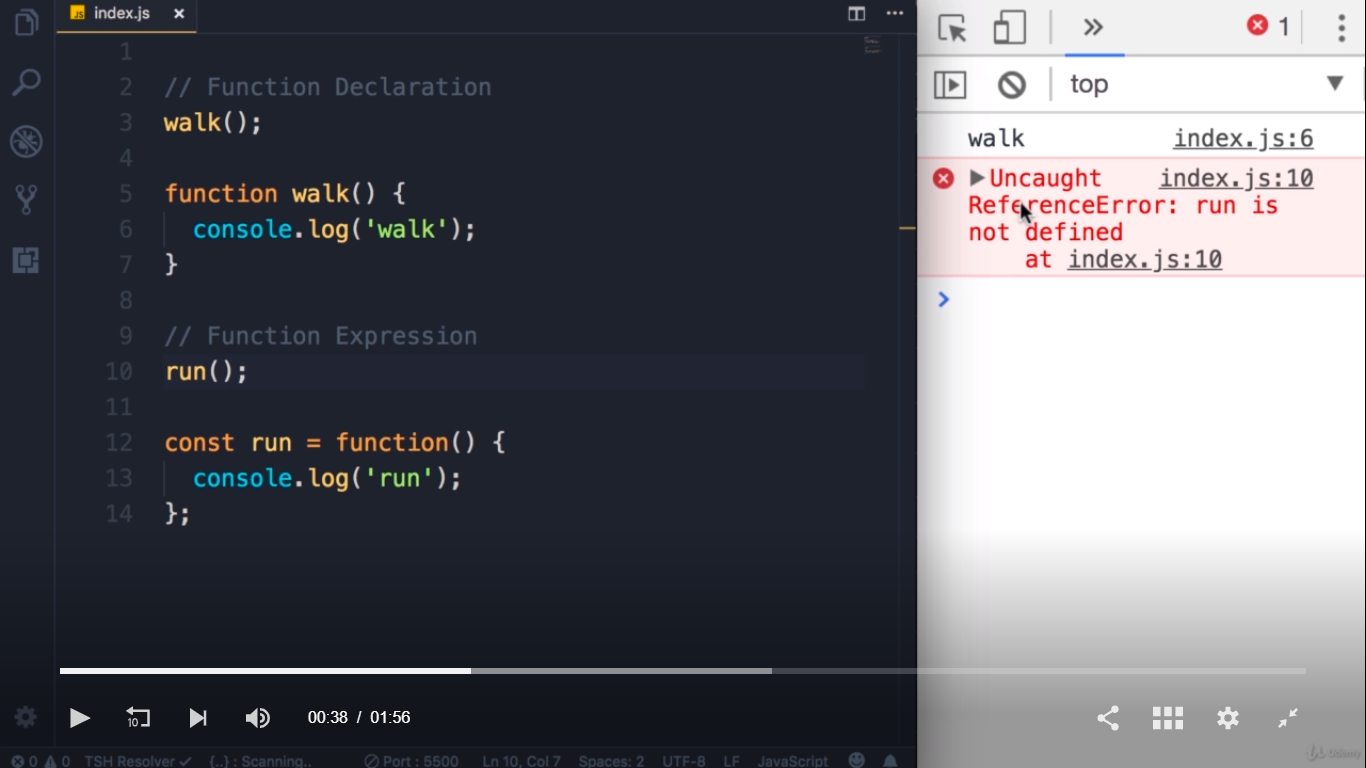 index.js
1
2 // Function Declaration
3 walk();
4
5 function walk() {
6 console.log('walk');
7 }
8
9 // Function Expression
10 run();
11
12 const run = function() {
13 console.log('run');
14 };
1
top
walk index.js:6
Uncaught index.js:10
ReferenceError: run is
not defined
at index.js:10
10
00:38 / 01:56
0 0 TSH Resolver {..} : Scanning.. Port : 5500 Ln 10, Col 7 Spaces: 2 UTF-8 LF JavaScript
Udemy